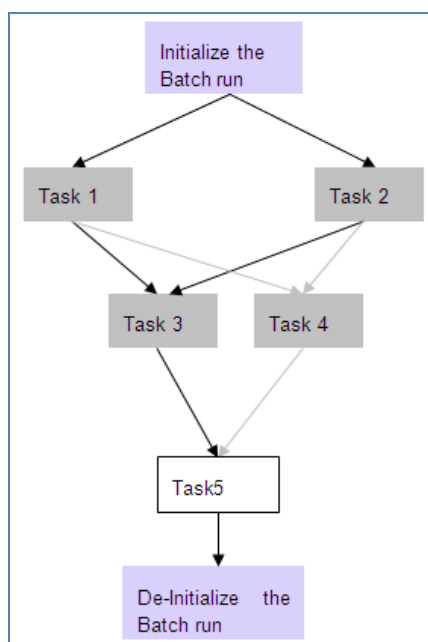 Initialize the
Batch run
Task 1
Task 2
Task 3
Task 4
Task5
De-Initialize the
Batch run